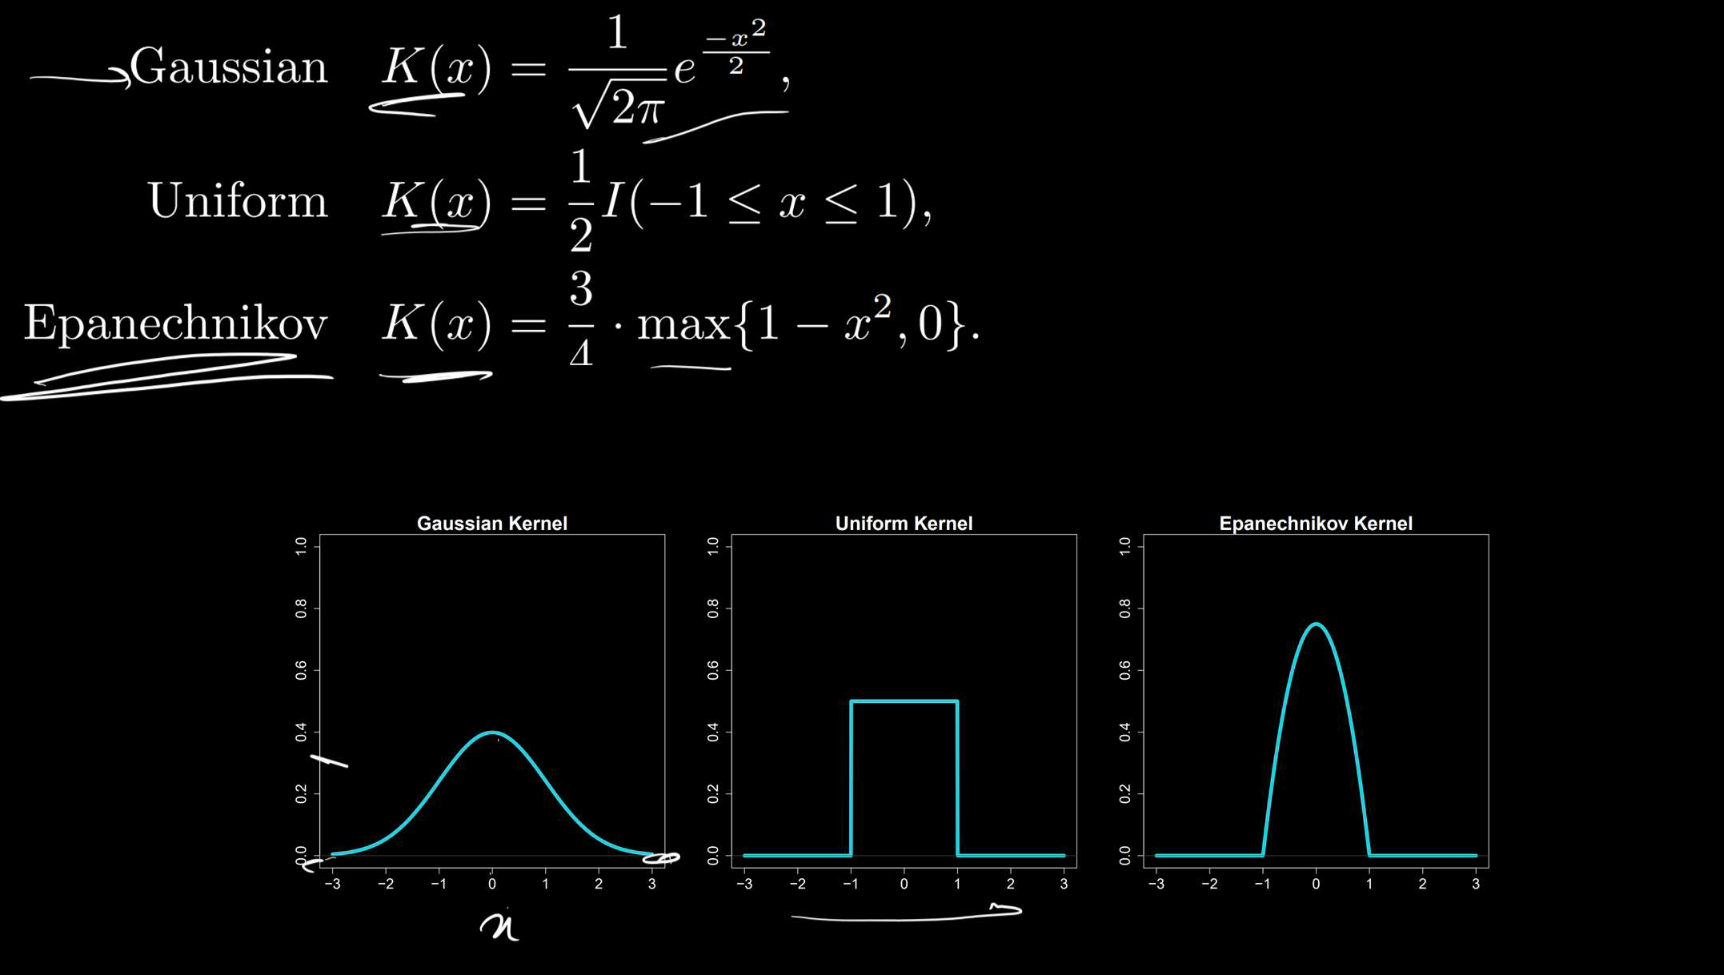 Gaussian K(x) = \frac{1}{\sqrt{2\pi}} e^{\frac{-x^2}{2}},
Uniform K(x) = \frac{1}{2} I(−1 ≤ x ≤ 1),
Epanechnikov K(x) = \frac{3}{4} · max{1 − x^2, 0}.
Gaussian Kernel Uniform Kernel Epanechnikov Kernel
1.0 1.0 1.0
0.8 0.8 0.8
0.6 0.6 0.6
0.4 0.4 0.4
0.2 0.2 0.2
0.0 0.0 0.0
−3 −2 −1 0 1 2 3 −3 −2 −1 0 1 2 3 −3 −2 −1 0 1 2 3